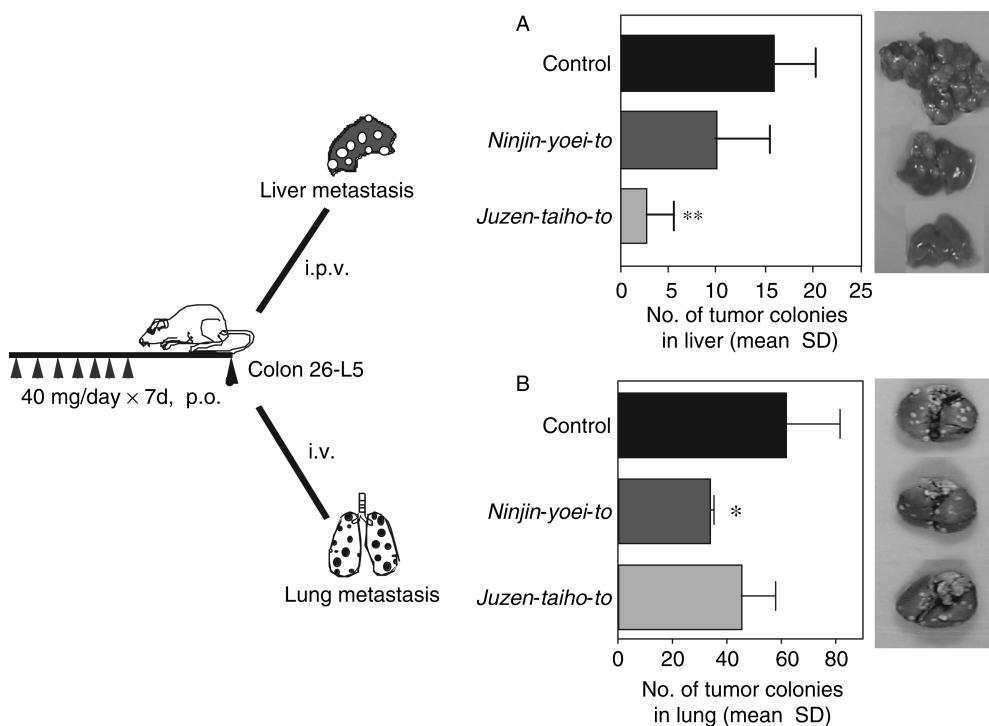 Liver metastasis
i.p.v.
Colon 26-L5
40 mg/day × 7d, p.o.
i.v.
Lung metastasis
A
Control
Ninjin-yoei-to
Juzen-taiho-to
**
0 5 10 15 20 25
No. of tumor colonies
in liver (mean SD)
B
Control
Ninjin-yoei-to
*
Juzen-taiho-to
0 20 40 60 80
No. of tumor colonies
in lung (mean SD)